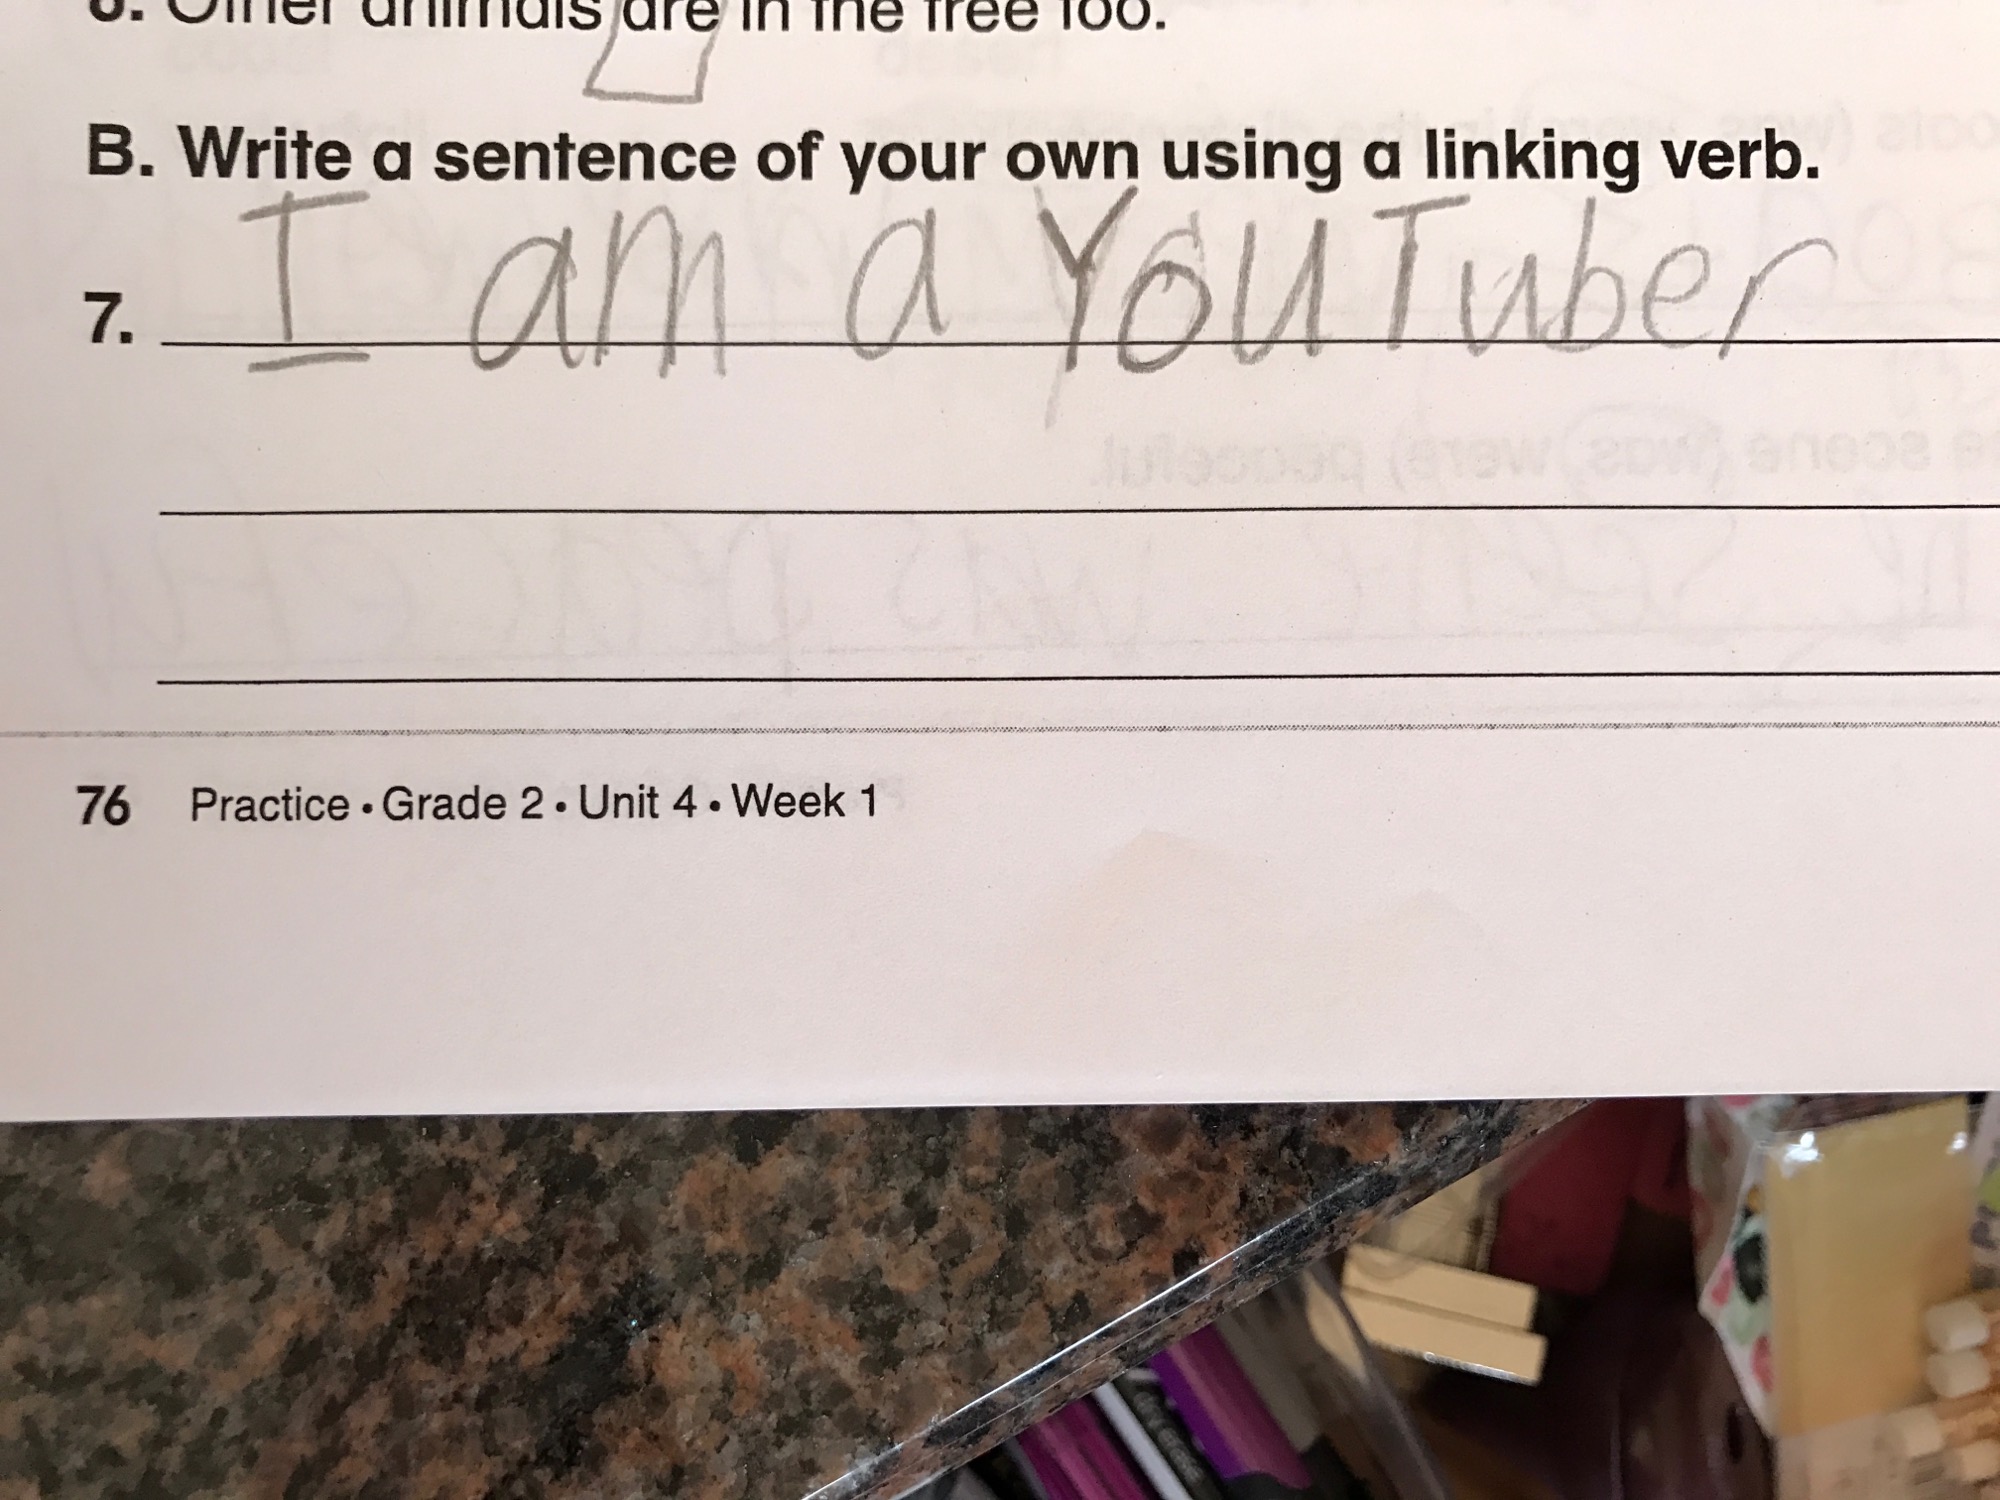 6. Other animals are in the tree too.
B. Write a sentence of your own using a linking verb.
7. I am a YouTuber
76 Practice • Grade 2 • Unit 4 • Week 1